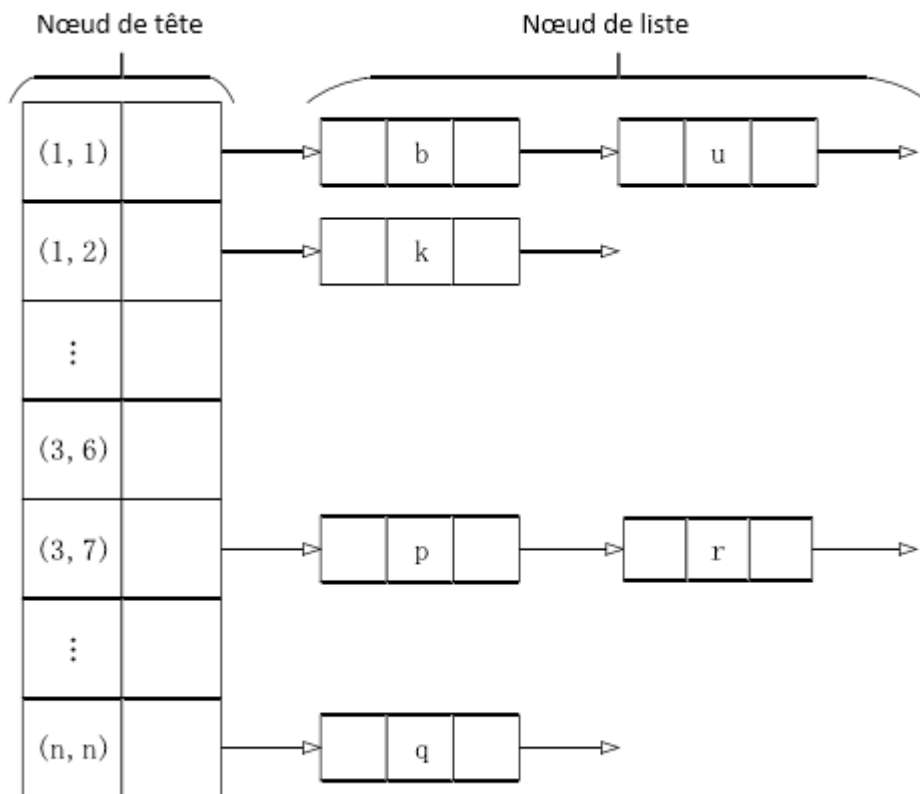 Nœud de tête Nœud de liste
(1, 1) b u
(1, 2) k
⋮
(3, 6)
(3, 7) p r
⋮
(n, n) q